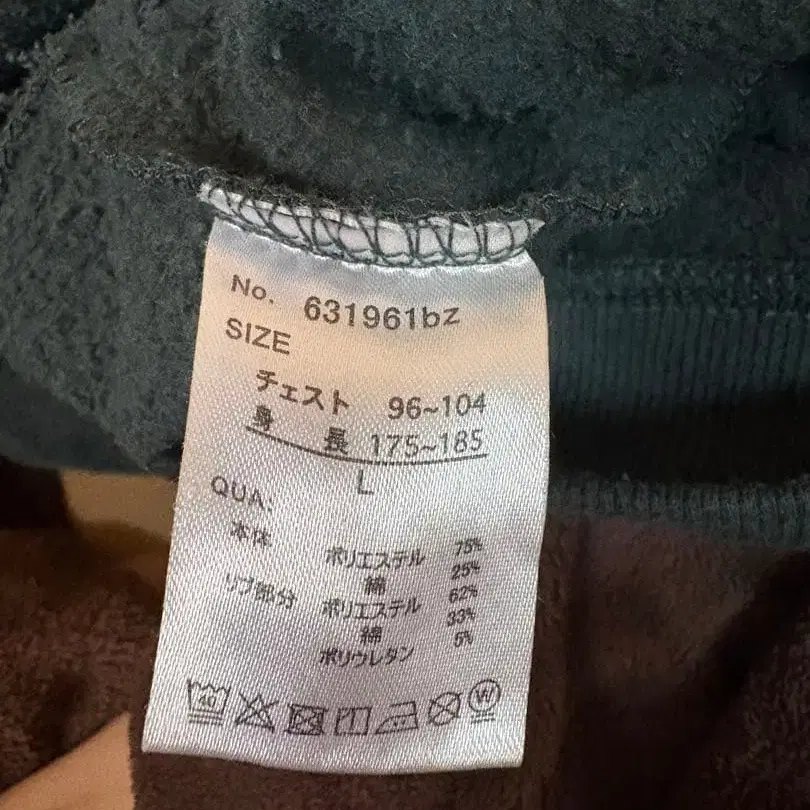 No. 631961bz
SIZE
チェスト 96~104
身 長 175~185
L
QUA:
本体 ポリエステル 75%
綿 25%
リブ部分 ポリエステル 62%
綿 33%
ポリウレタン 5%
40
W